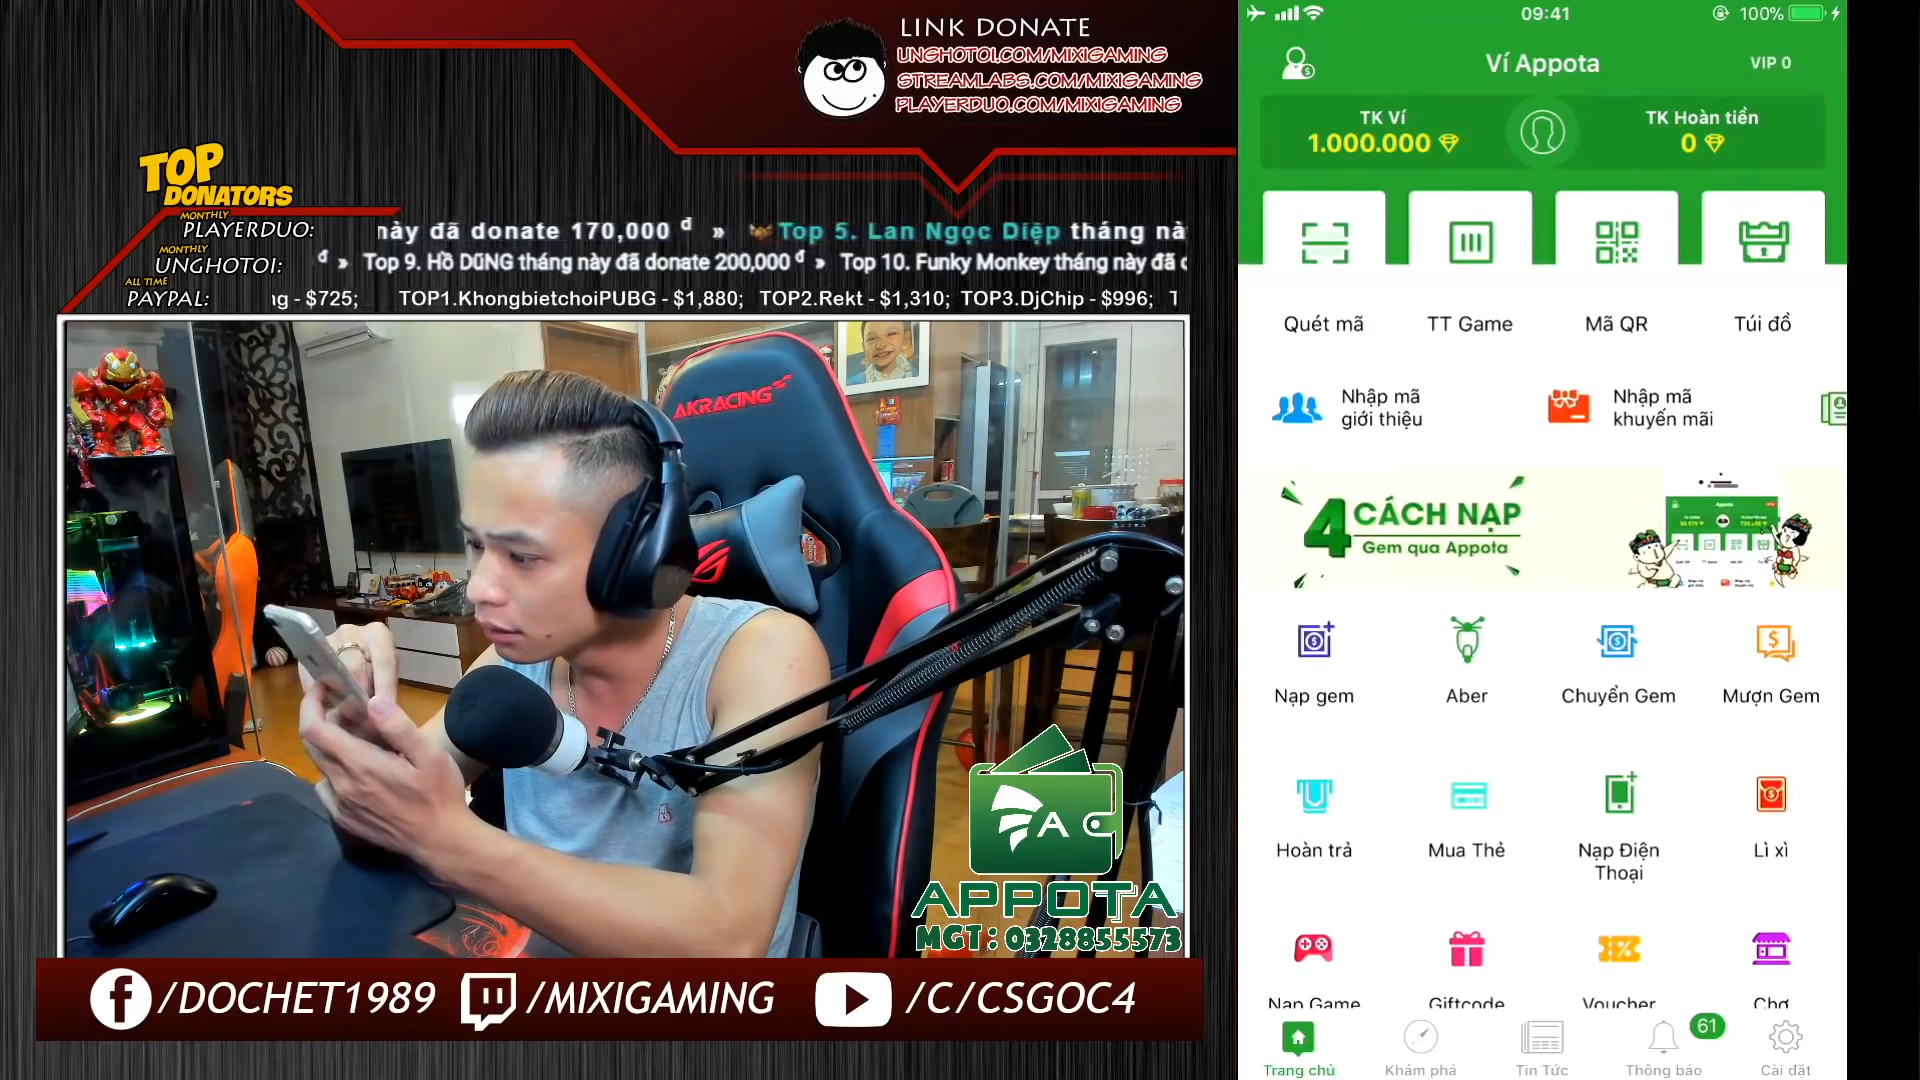 LINK DONATE
UNGHOTOI.COM/MIXIGAMING
STREAMLABS.COM/MIXIGAMING
PLAYERDUO.COM/MIXIGAMING
TOP
DONATORS
MONTHLY
PLAYERDUO:
này đã donate 170,000 đ » Top 5. Lan Ngọc Diệp tháng nà
MONTHLY
UNGHOTOI:
đ » Top 9. Hồ DũNG tháng này đã donate 200,000 đ » Top 10. Funky Monkey tháng này đã
ALL TIME
PAYPAL:
ng - $725; TOP1.KhongbietchoiPUBG - $1,880; TOP2.Rekt - $1,310; TOP3.DjChip - $996;
AKRACING
APPOTA
MGT : 0328855573
/DOCHET1989
/MIXIGAMING
/C/CSGOC4
09:41
100%
Ví Appota
VIP 0
TK Ví
1.000.000
TK Hoàn tiền
0
Quét mã
TT Game
Mã QR
Túi đồ
Nhập mã
giới thiệu
Nhập mã
khuyến mãi
4 CÁCH NẠP
Gem qua Appota
Nạp gem
Aber
Chuyển Gem
Mượn Gem
Hoàn trả
Mua Thẻ
Nạp Điện
Thoại
Lì xì
Nạp Game
Giftcode
Voucher
Chợ
61
Trang chủ
Khám phá
Tin Tức
Thông báo
Cài đặt